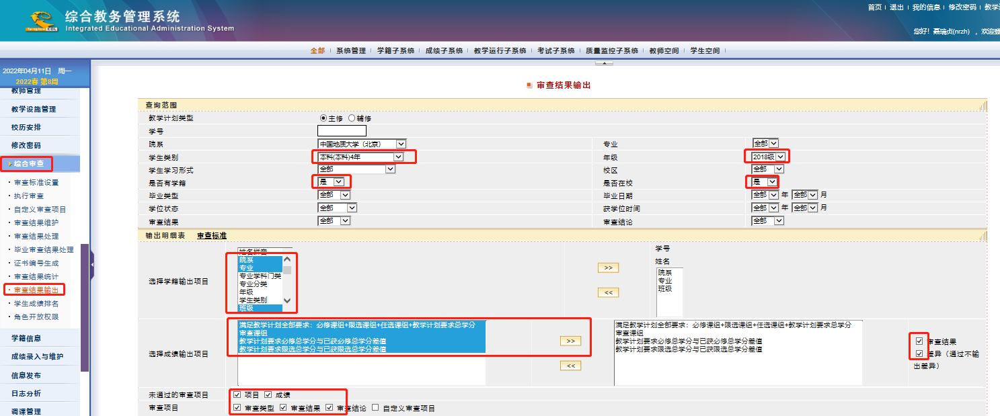 综合教务管理系统
Integrated Educational Administration System
首页 | 退出 | 我的信息 | 修改密码 | 教学
您好! 聂瑞贞(nrzh) ，欢迎登
全部 | 系统管理 | 学籍子系统 | 成绩子系统 | 教学运行子系统 | 考试子系统 | 质量监控子系统 | 教师空间 | 学生空间 |
2022年04月11日 周一
2022春 第8周
教师管理
教学设施管理
校历安排
修改密码
综合审查
· 审查标准设置
· 执行审查
· 自定义审查项目
· 审查结果维护
· 审查结果处理
· 毕业审查结果处理
· 证书编号生成
· 审查结果统计
· 审查结果输出
· 学生成绩排名
· 角色开放权限
学籍信息
成绩录入与维护
信息发布
日志分析
调课管理
审查结果输出
查询范围
教学计划类型 主修 辅修
学号
院系 中国地质大学（北京） 专业 全部
学生类别 本科(本科)4年 年级 2018级
学生学习形式 全部 校区 全部
是否有学籍 是 是否在校 是
毕业类型 全部 毕业日期 全部 年 全部 月
学位状态 全部 获学位时间 全部 年 全部 月
审查结果 全部 审查结论 全部
输出明细表 审查标准
选择学籍输出项目
姓名拼音
院系
专业
专业学科门类
专业分类
年级
学生类别
班级
>>
<<
学号
姓名
院系
专业
班级
选择成绩输出项目
满足教学计划全部要求：必修课组+限选课组+任选课组+教学计划要求总学分
审查课组
教学计划要求必修总学分与已获必修总学分差值
教学计划要求限选总学分与已获限选总学分差值
>>
<<
满足教学计划全部要求：必修课组+限选课组+任选课组+教学计划要求总学分
审查课组
教学计划要求必修总学分与已获必修总学分差值
教学计划要求限选总学分与已获限选总学分差值
审查结果
差异（通过不输
出差异）
未通过的审查项目 项目 成绩
审查项目 审查类型 审查结果 审查结论 自定义审查项目